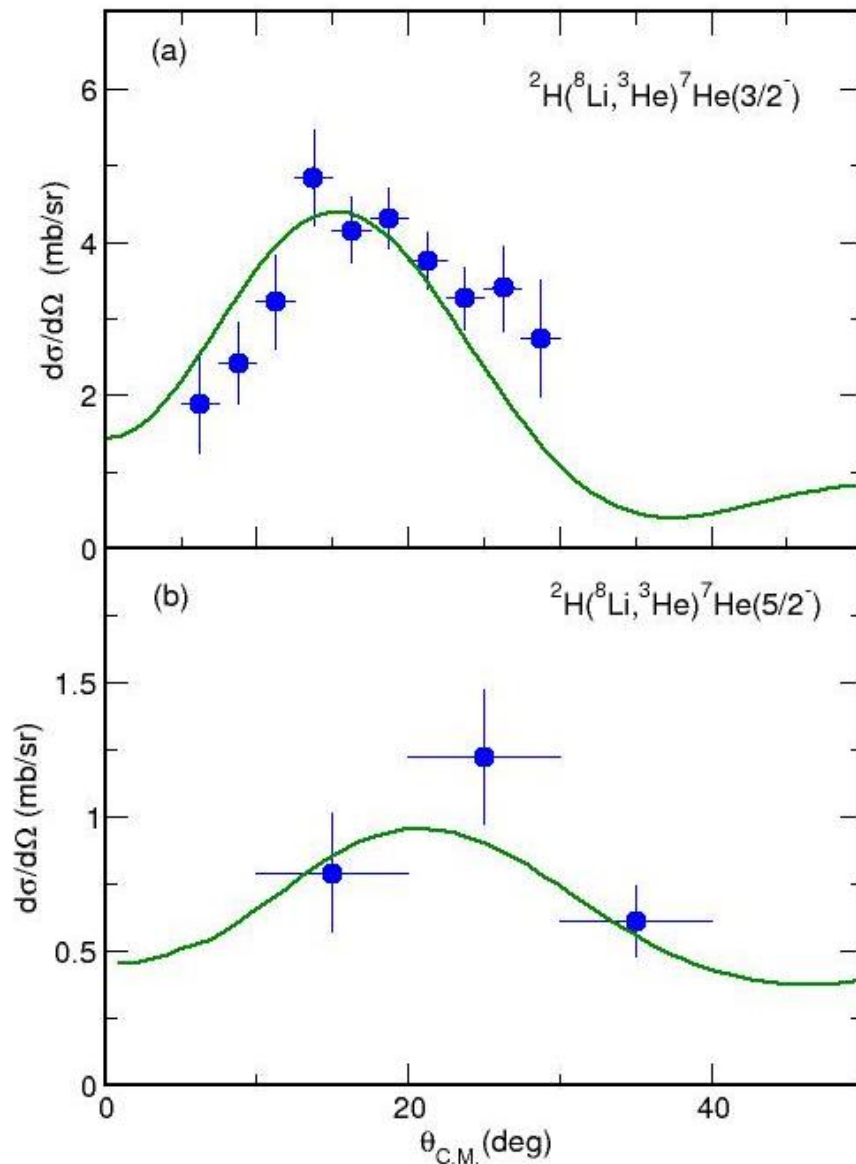 (a)
²H(⁸Li,³He)⁷He(3/2⁻)
6
4
2
0
dσ/dΩ (mb/sr)
(b)
²H(⁸Li,³He)⁷He(5/2⁻)
1.5
1
0.5
0
dσ/dΩ (mb/sr)
0 20 40
θC.M.(deg)